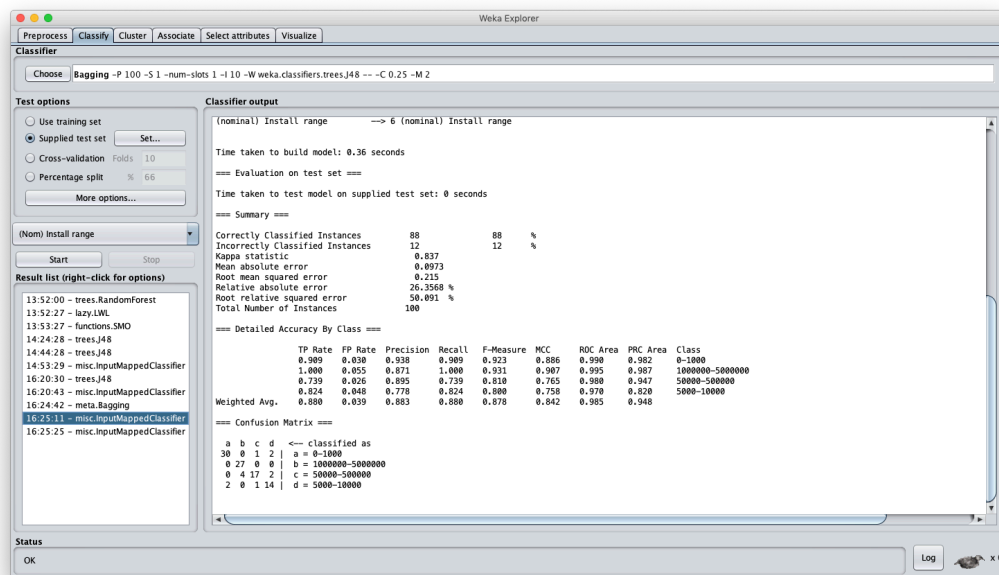 Weka Explorer
Preprocess Classify Cluster Associate Select attributes Visualize
Classifier
Choose Bagging -P 100 -S 1 -num-slots 1 -I 10 -W weka.classifiers.trees.J48 -- -C 0.25 -M 2
Test options
Use training set
Supplied test set Set...
Cross-validation Folds 10
Percentage split % 66
More options...
(Nom) Install range
Start Stop
Result list (right-click for options)
13:52:00 - trees.RandomForest
13:52:27 - lazy.LWL
13:53:27 - functions.SMO
14:24:28 - trees.J48
14:44:28 - trees.J48
14:53:29 - misc.InputMappedClassifier
16:20:30 - trees.J48
16:20:43 - misc.InputMappedClassifier
16:24:42 - meta.Bagging
16:25:11 - misc.InputMappedClassifier
16:25:25 - misc.InputMappedClassifier
Classifier output
(nominal) Install range --> 6 (nominal) Install range
Time taken to build model: 0.36 seconds
=== Evaluation on test set ===
Time taken to test model on supplied test set: 0 seconds
=== Summary ===
Correctly Classified Instances 88 88 %
Incorrectly Classified Instances 12 12 %
Kappa statistic 0.837
Mean absolute error 0.0973
Root mean squared error 0.215
Relative absolute error 26.3568 %
Root relative squared error 50.091 %
Total Number of Instances 100
=== Detailed Accuracy By Class ===
TP Rate FP Rate Precision Recall F-Measure MCC ROC Area PRC Area Class
0.909 0.030 0.938 0.909 0.923 0.886 0.990 0.982 0-1000
1.000 0.055 0.871 1.000 0.931 0.907 0.995 0.987 1000000-5000000
0.739 0.026 0.895 0.739 0.810 0.765 0.980 0.947 50000-500000
0.824 0.048 0.778 0.824 0.800 0.758 0.970 0.820 5000-10000
Weighted Avg. 0.880 0.039 0.883 0.880 0.878 0.842 0.985 0.948
=== Confusion Matrix ===
a b c d <-- classified as
30 0 1 2 | a = 0-1000
0 27 0 0 | b = 1000000-5000000
0 4 17 2 | c = 50000-500000
2 0 1 14 | d = 5000-10000
Status
OK
Log